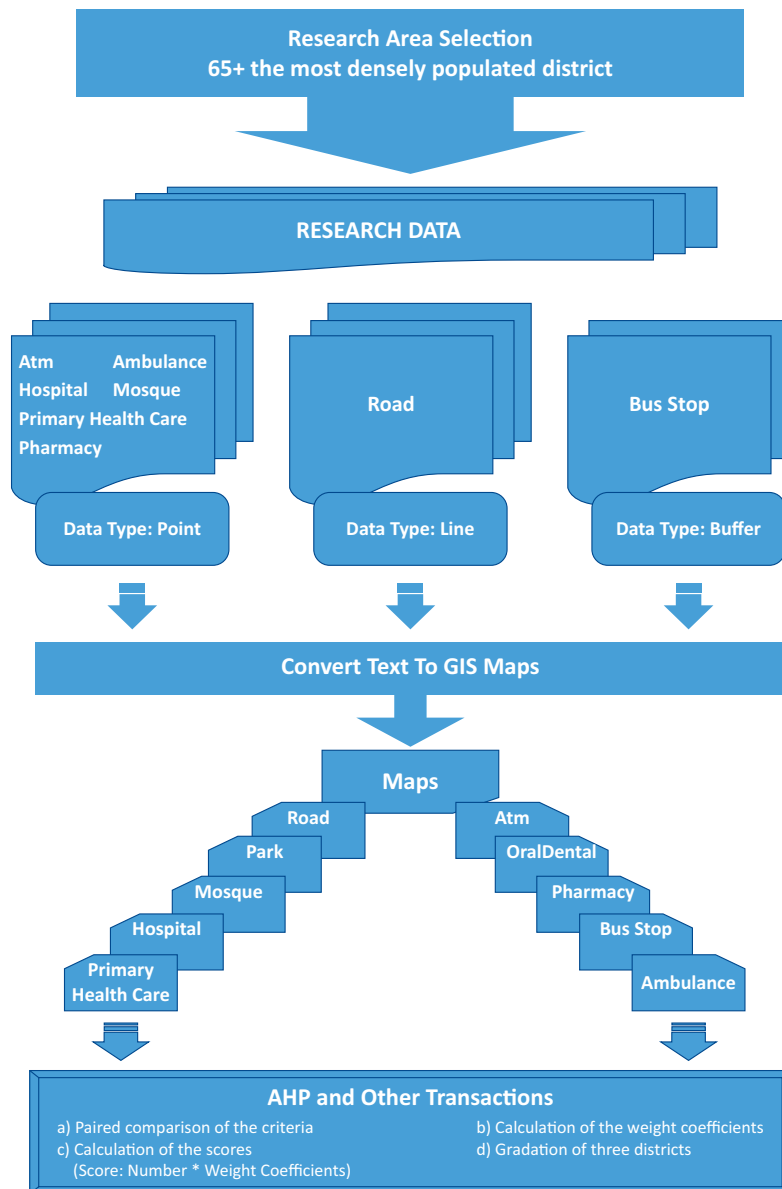 Research Area Selection
65+ the most densely populated district
RESEARCH DATA
Atm Ambulance
Hospital Mosque
Primary Health Care
Pharmacy
Road
Bus Stop
Data Type: Point
Data Type: Line
Data Type: Buffer
Convert Text To GIS Maps
Maps
Road
Atm
Park
OralDental
Mosque
Pharmacy
Hospital
Bus Stop
Primary
Health Care
Ambulance
AHP and Other Transactions
a) Paired comparison of the criteria
b) Calculation of the weight coefficients
c) Calculation of the scores
(Score: Number * Weight Coefficients)
d) Gradation of three districts